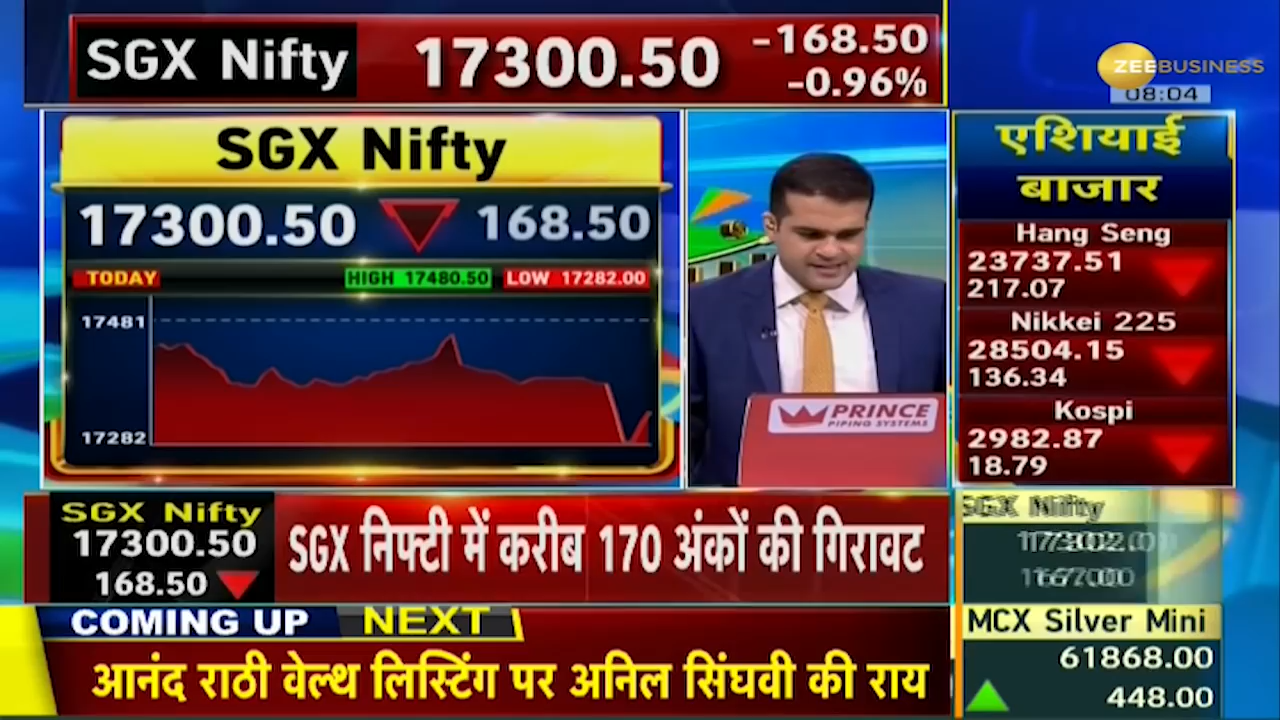 SGX Nifty
17300.50
-168.50
-0.96%
ZEEBUSINESS
08:04
SGX Nifty
17300.50
168.50
TODAY
HIGH 17480.50
LOW 17282.00
17481
17282
PRINCE
PIPING SYSTEMS
एशियाई
बाजार
Hang Seng
23737.51
217.07
Nikkei 225
28504.15
136.34
Kospi
2982.87
18.79
SGX Nifty
17300.50
168.50
SGX निफ्टी में करीब 170 अंकों की गिरावट
SGX Nifty
MCX Silver Mini
61868.00
448.00
COMING UP NEXT
आनंद राठी वेल्थ लिस्टिंग पर अनिल सिंघवी की राय